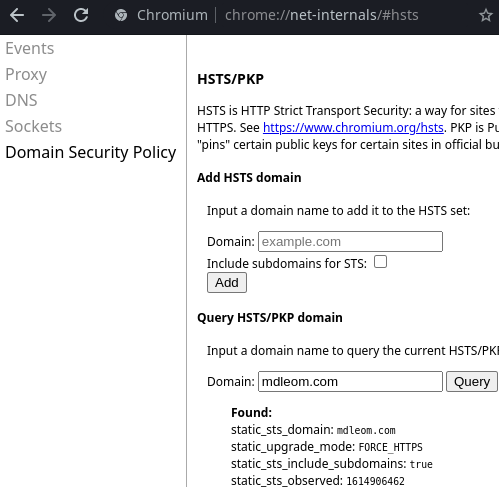 Chromium | chrome://net-internals/#hsts
Events
Proxy
DNS
Sockets
Domain Security Policy
HSTS/PKP
HSTS is HTTP Strict Transport Security: a way for sites
HTTPS. See https://www.chromium.org/hsts. PKP is Pu
"pins" certain public keys for certain sites in official bu
Add HSTS domain
Input a domain name to add it to the HSTS set:
Domain: example.com
Include subdomains for STS:
Add
Query HSTS/PKP domain
Input a domain name to query the current HSTS/PK
Domain: mdleom.com Query
Found:
static_sts_domain: mdleom.com
static_upgrade_mode: FORCE_HTTPS
static_sts_include_subdomains: true
static_sts_observed: 1614906462